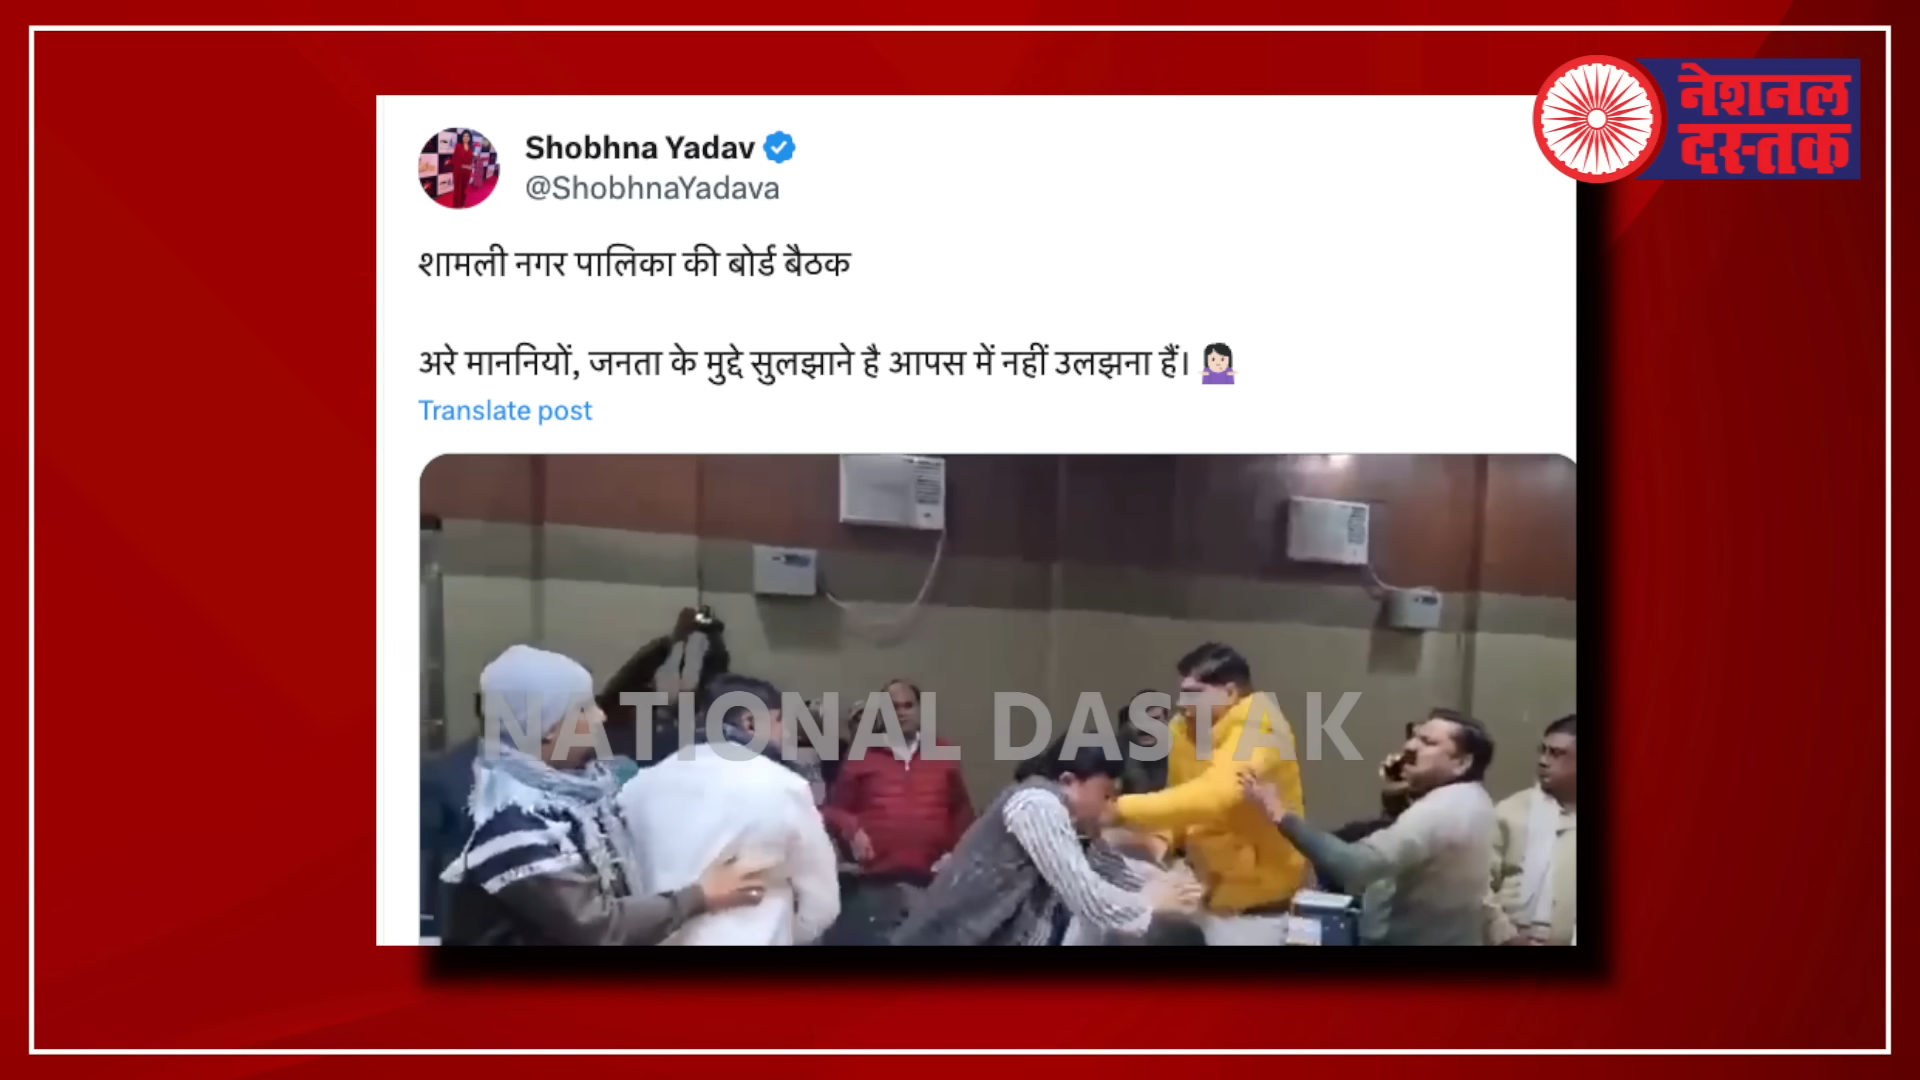 नेशनल
दस्तक
Shobhna Yadav
@ShobhnaYadava
शामली नगर पालिका की बोर्ड बैठक
अरे माननियों, जनता के मुद्दे सुलझाने है आपस में नहीं उलझना हैं। 🤷🏻‍♀️
Translate post
NATIONAL DASTAK